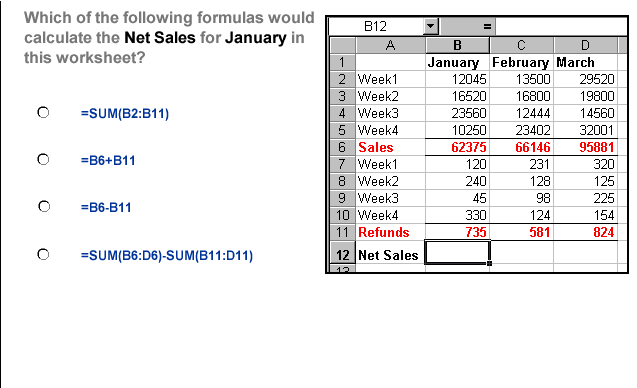 Which of the following formulas would
calculate the Net Sales for January in
this worksheet?
=SUM(B2:B11)
=B6+B11
=B6-B11
=SUM(B6:D6)-SUM(B11:D11)
B12 =
A B C D
1 January February March
2 Week1 12045 13500 29520
3 Week2 16520 16800 19800
4 Week3 23560 12444 14560
5 Week4 10250 23402 32001
6 Sales 62375 66146 95881
7 Week1 120 231 320
8 Week2 240 128 125
9 Week3 45 98 225
10 Week4 330 124 154
11 Refunds 735 581 824
12 Net Sales
13